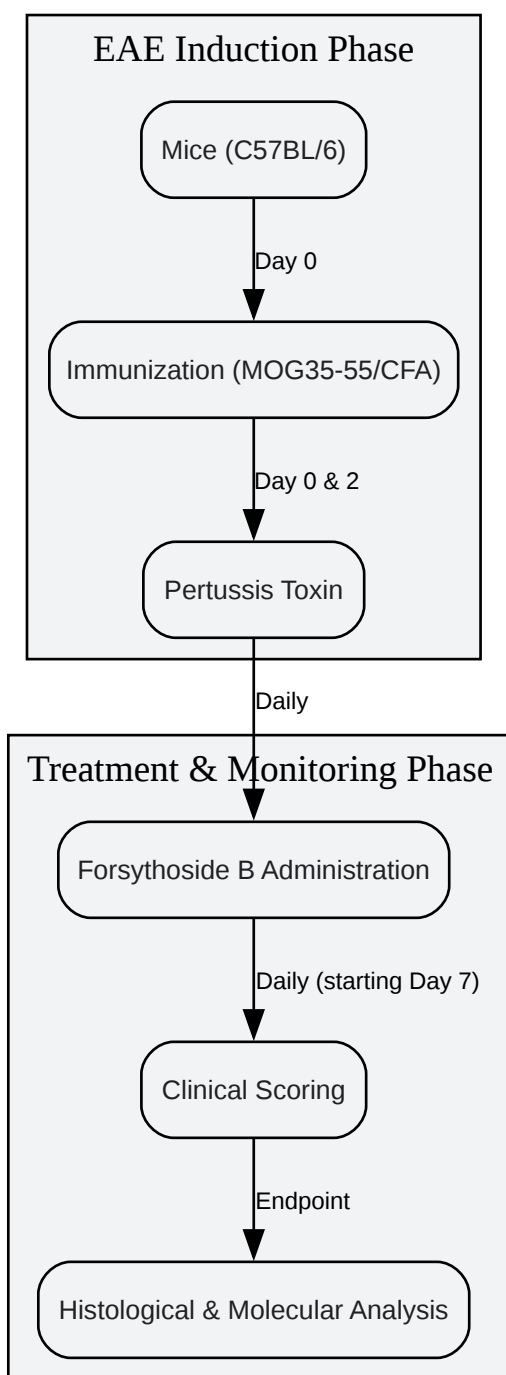 EAE Induction Phase
Mice (C57BL/6)
Day 0
Immunization (MOG35-55/CFA)
Day 0 & 2
Pertussis Toxin
Daily
Treatment & Monitoring Phase
Forsythoside B Administration
Daily (starting Day 7)
Clinical Scoring
Endpoint
Histological & Molecular Analysis